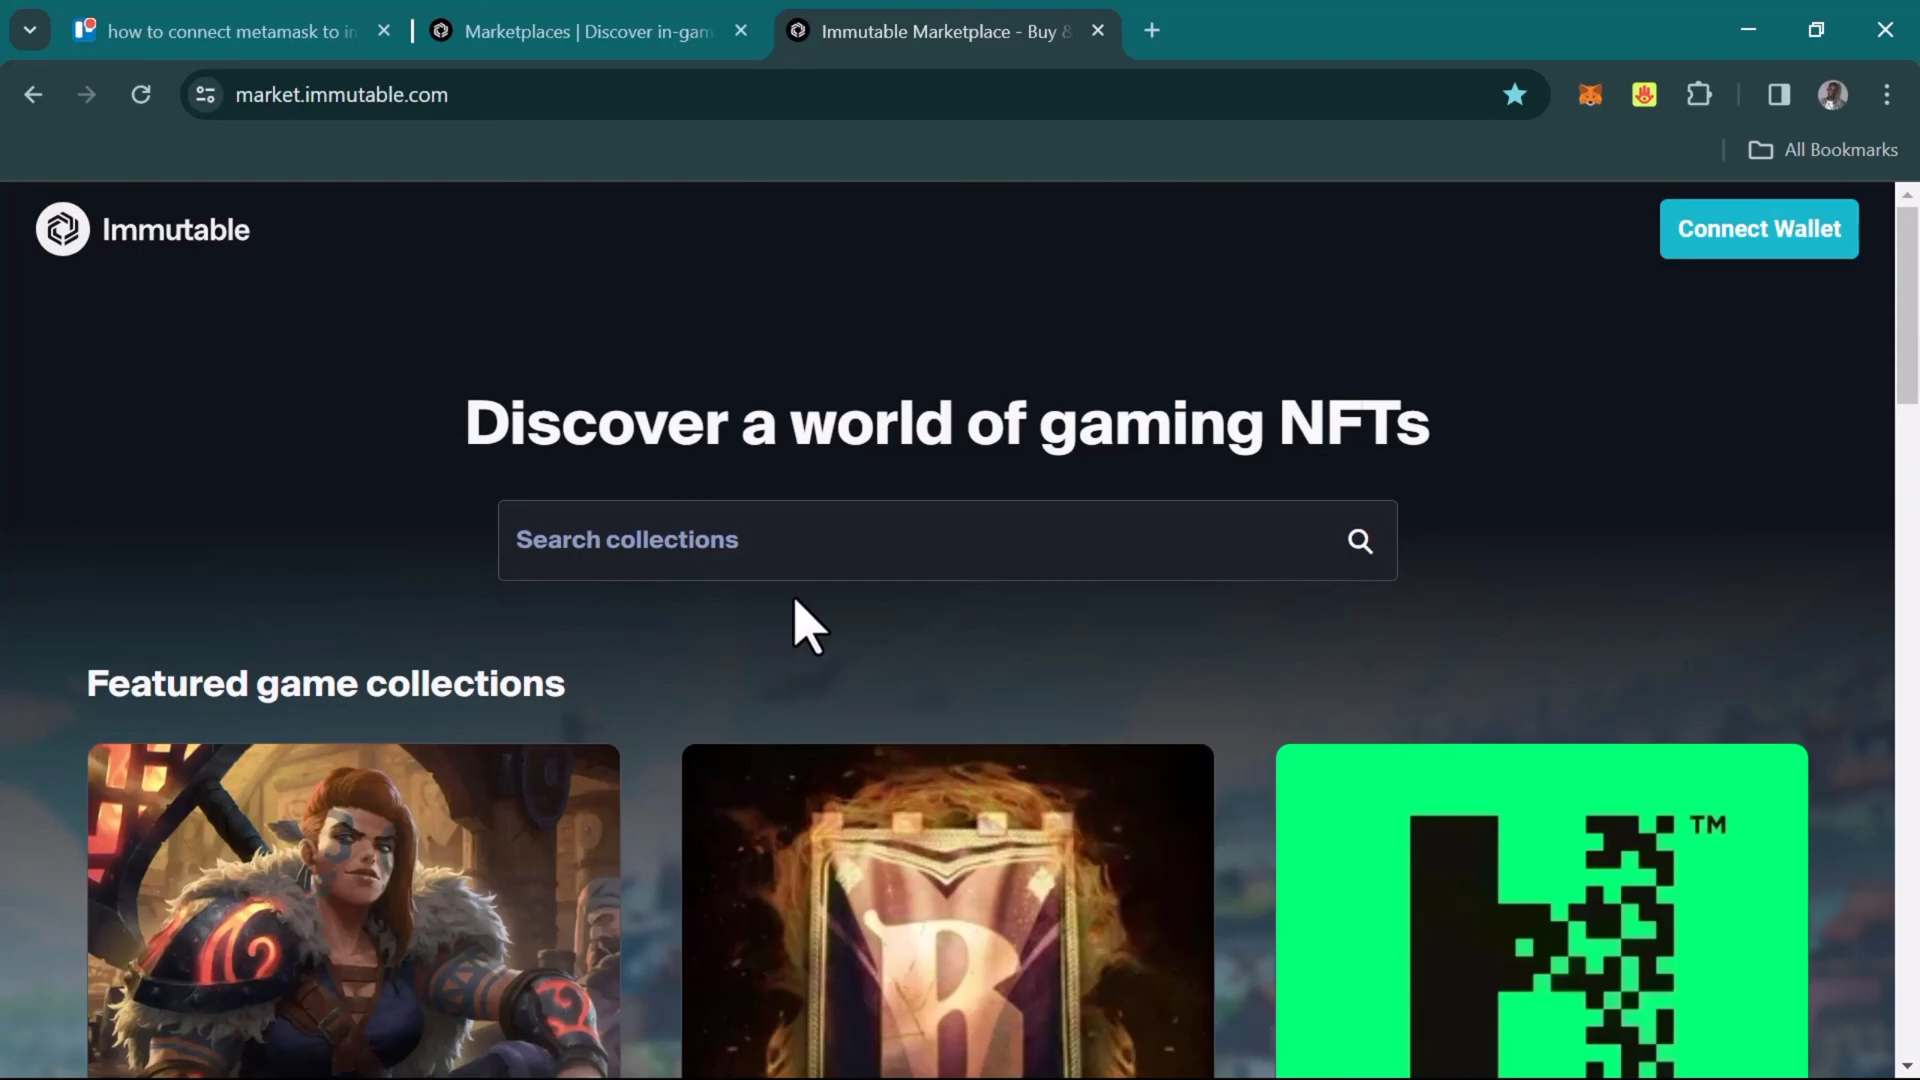 how to connect metamask to in
Marketplaces | Discover in-gam
Immutable Marketplace - Buy &
market.immutable.com
All Bookmarks
Immutable
Connect Wallet
Discover a world of gaming NFTs
Search collections
Featured game collections
R
TM